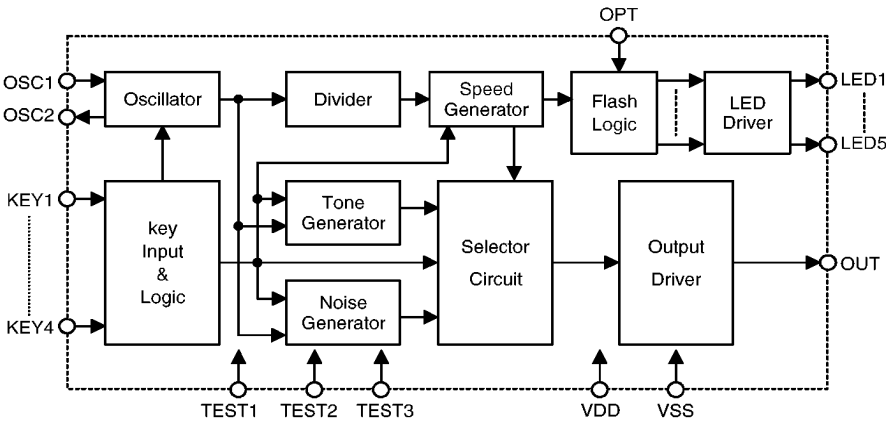 OPT
OSC1
OSC2
Oscillator
Divider
Speed
Generator
Flash
Logic
LED
Driver
LED1
LED5
KEY1
KEY4
key
Input
&
Logic
Tone
Generator
Noise
Generator
Selector
Circuit
Output
Driver
OUT
TEST1
TEST2
TEST3
VDD
VSS